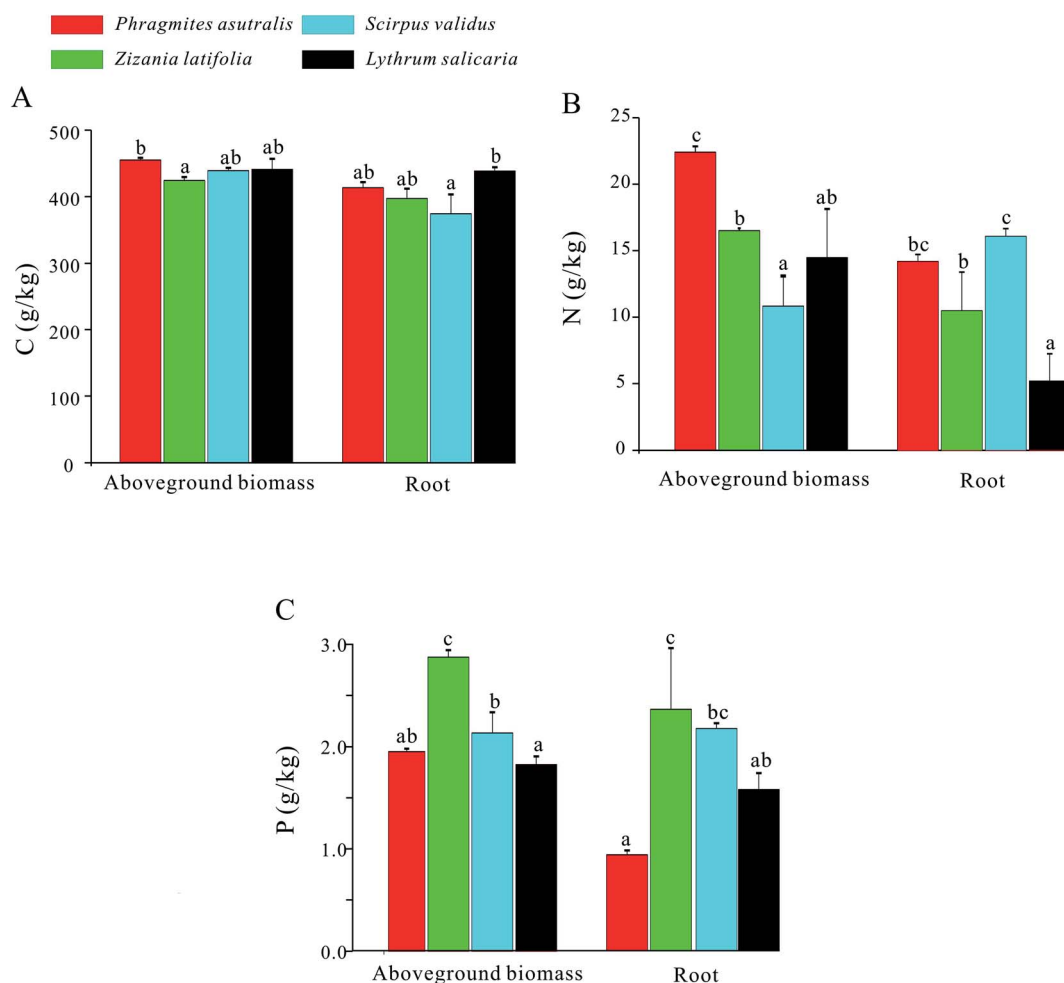 Phragmites asutralis Scirpus validus
Zizania latifolia Lythrum salicaria
A
C (g/kg)
500
400
300
200
100
0
b a ab ab
ab ab a b
Aboveground biomass Root
B
N (g/kg)
25
20
15
10
5
0
c b a ab
bc b c a
Aboveground biomass Root
C
P (g/kg)
3.0
2.0
1.0
0.0
ab c b a
a c bc ab
Aboveground biomass Root